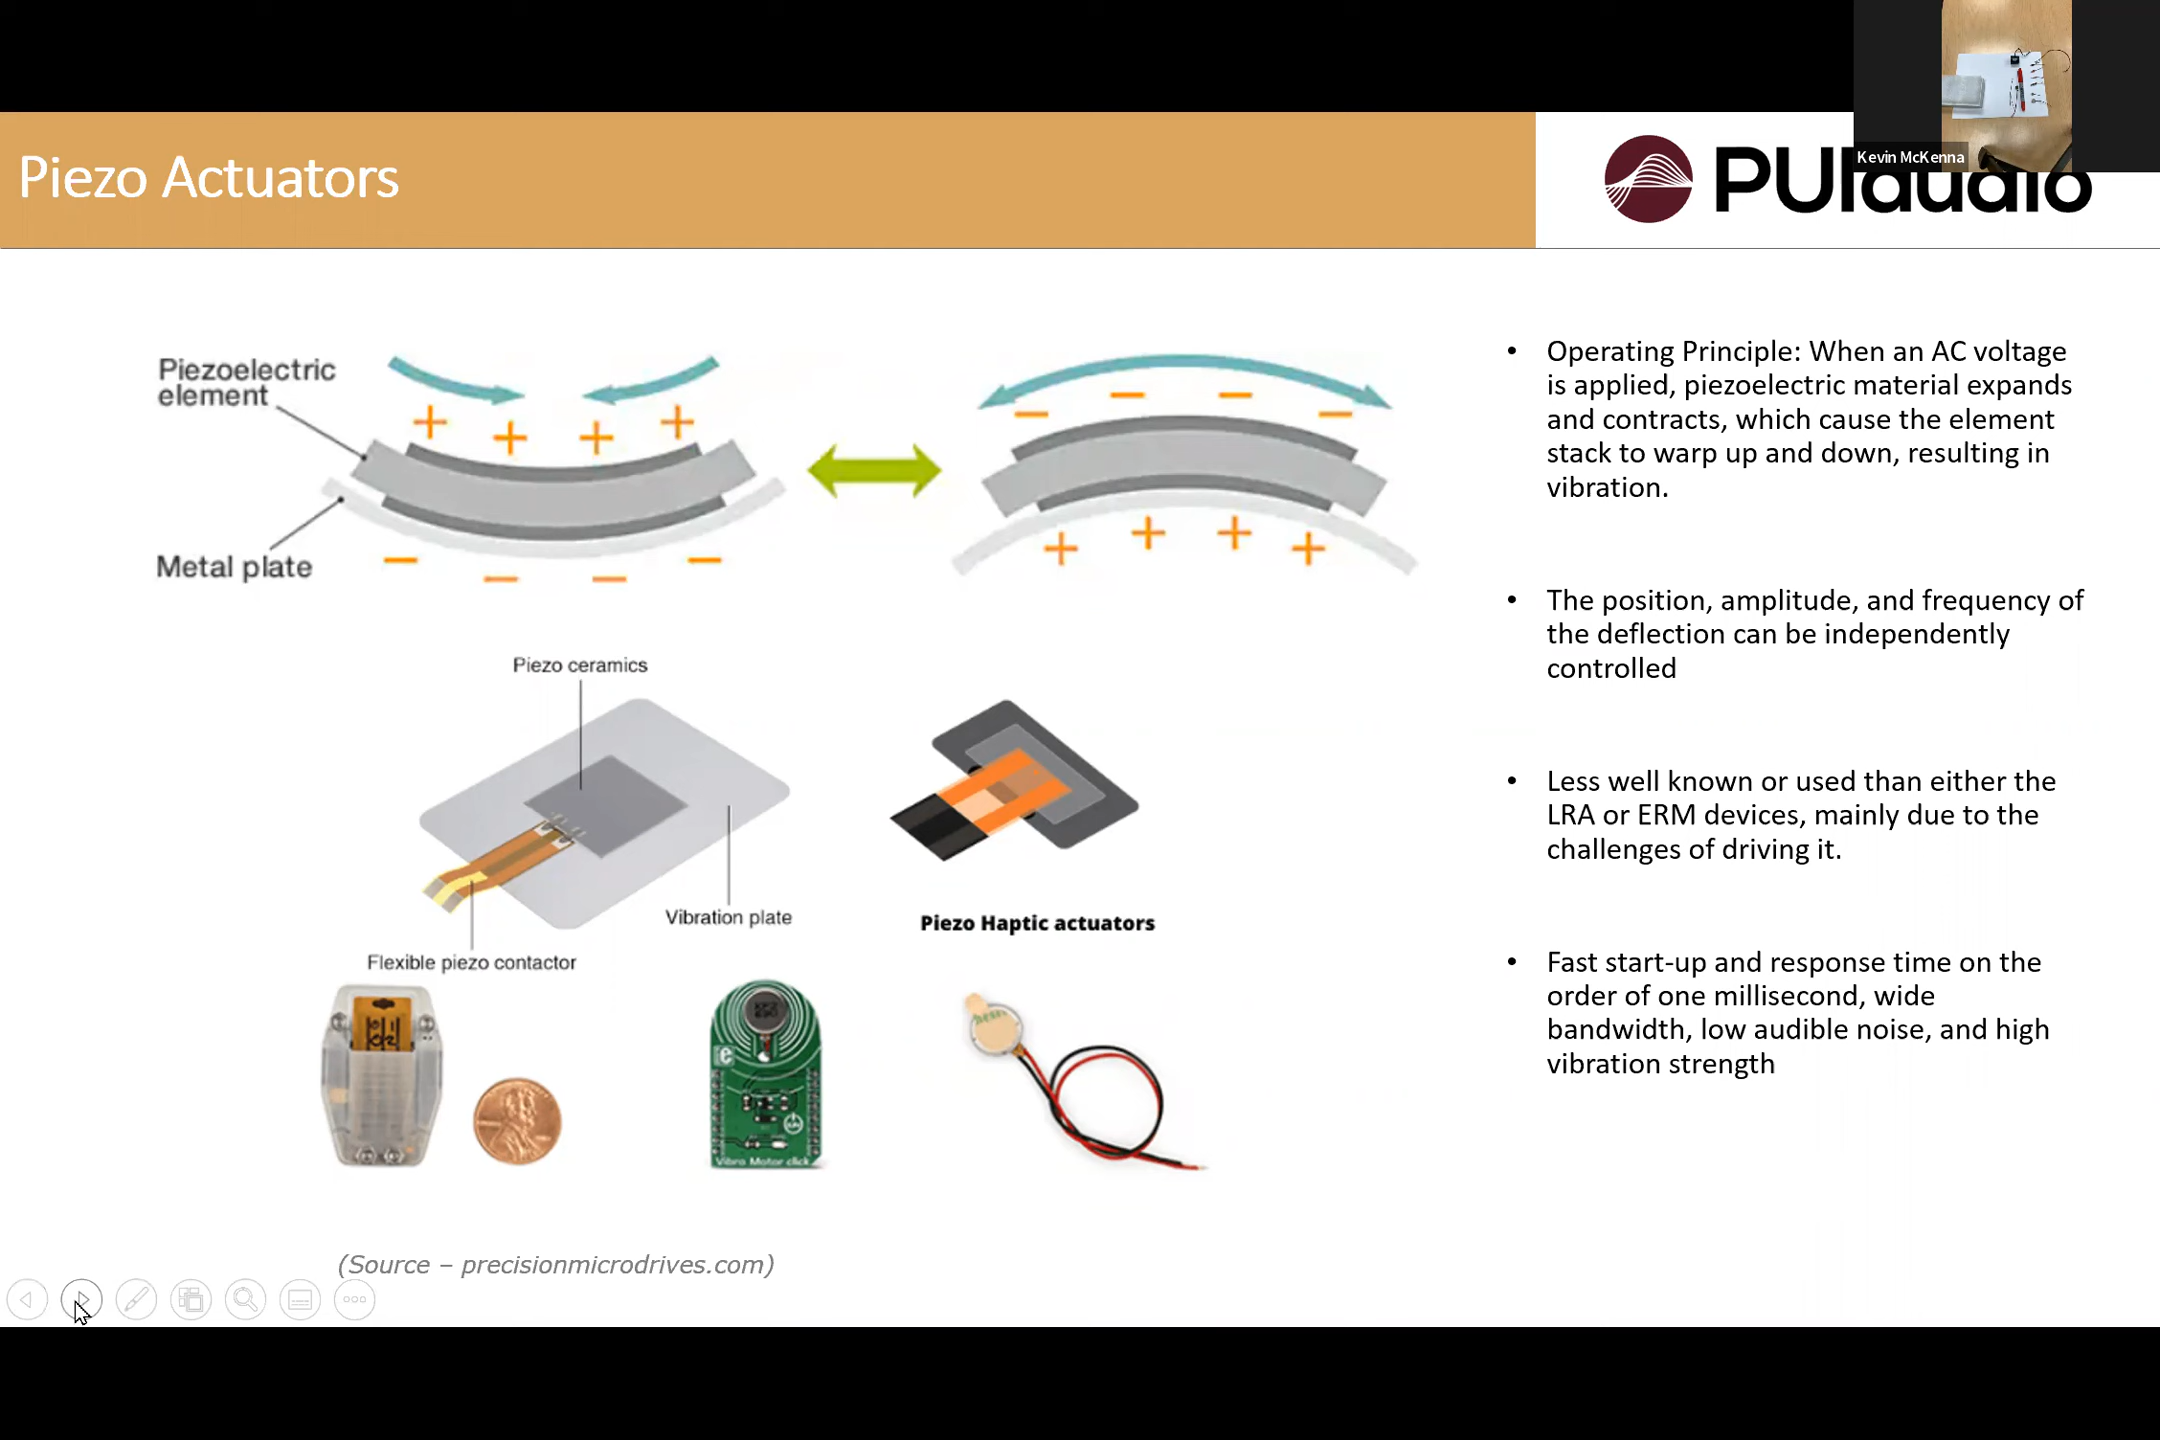 Kevin McKenna
Piezo Actuators
PUIaudio
Piezoelectric
element
Metal plate
Piezo ceramics
Vibration plate
Flexible piezo contactor
Piezo Haptic actuators
Vibro Motor click
(Source – precisionmicrodrives.com)
• Operating Principle: When an AC voltage
is applied, piezoelectric material expands
and contracts, which cause the element
stack to warp up and down, resulting in
vibration.
• The position, amplitude, and frequency of
the deflection can be independently
controlled
• Less well known or used than either the
LRA or ERM devices, mainly due to the
challenges of driving it.
• Fast start-up and response time on the
order of one millisecond, wide
bandwidth, low audible noise, and high
vibration strength